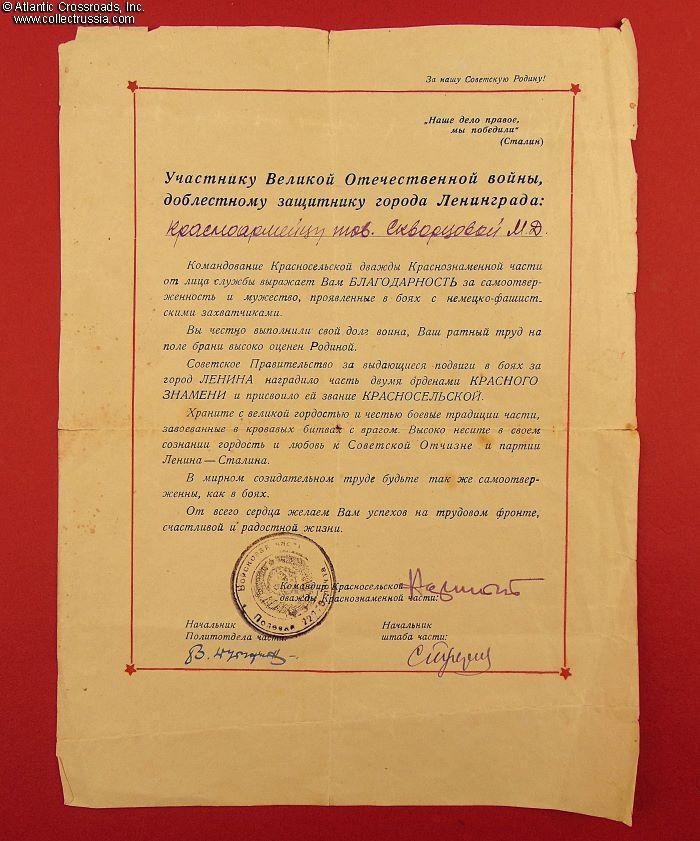 © Atlantic Crossroads, Inc.
www.collectrussia.com
За нашу Советскую Родину!
„Наше дело правое,
мы победили“
(Сталин)
Участнику Великой Отечественной войны,
доблестному защитнику города Ленинграда:
Красноармейцу тов. Скворцовой М.Д.
Командование Красносельской дважды Краснознаменной части
от лица службы выражает Вам БЛАГОДАРНОСТЬ за самоотвер-
женность и мужество, проявленные в боях с немецко-фашист-
скими захватчиками.
Вы честно выполнили свой долг воина, Ваш ратный труд на
поле брани высоко оценен Родиной.
Советское Правительство за выдающиеся подвиги в боях за
город ЛЕНИНА наградило часть двумя орденами КРАСНОГО
ЗНАМЕНИ и присвоило ей звание КРАСНОСЕЛЬСКОЙ.
Храните с великой гордостью и честью боевые традиции части,
завоеванные в кровавых битвах с врагом. Высоко несите в своем
сознании гордость и любовь к Советской Отчизне и партии
Ленина — Сталина.
В мирном созидательном труде будьте так же самоотвер-
женны, как в боях.
От всего сердца желаем Вам успехов на трудовом фронте,
счастливой и радостной жизни.
Войсковая часть
Полевая
Командир Красносельской
дважды Краснознаменной части:
Начальник
Политотдела части:
Начальник
штаба части: